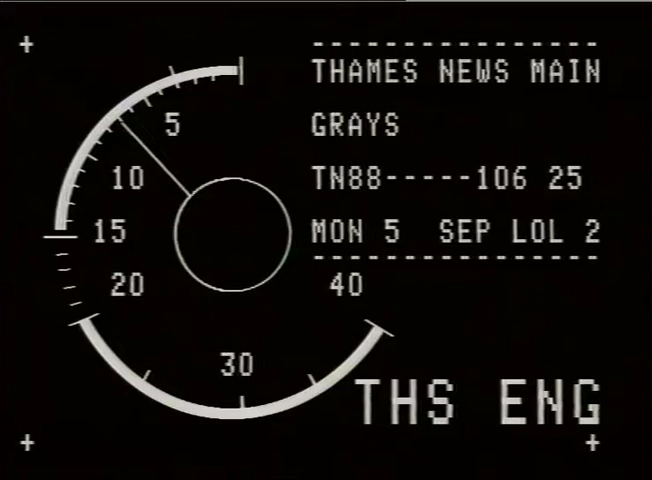 THAMES NEWS MAIN
GRAYS
TN88-----106 25
MON 5 SEP LOL 2
5
10
15
20
30
40
THS ENG